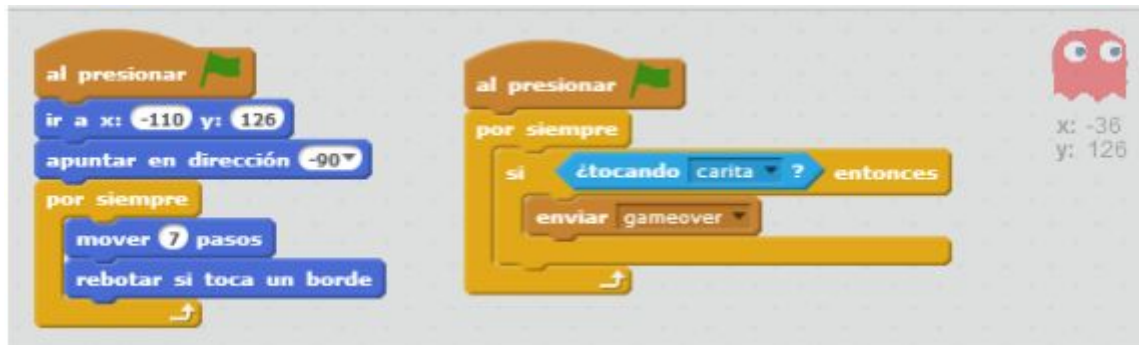 al presionar
ir a x: -110 y: 126
apuntar en dirección -90
por siempre
mover 7 pasos
rebotar si toca un borde
al presionar
por siempre
si ¿tocando carita ? entonces
enviar gameover
x: -36
y: 126